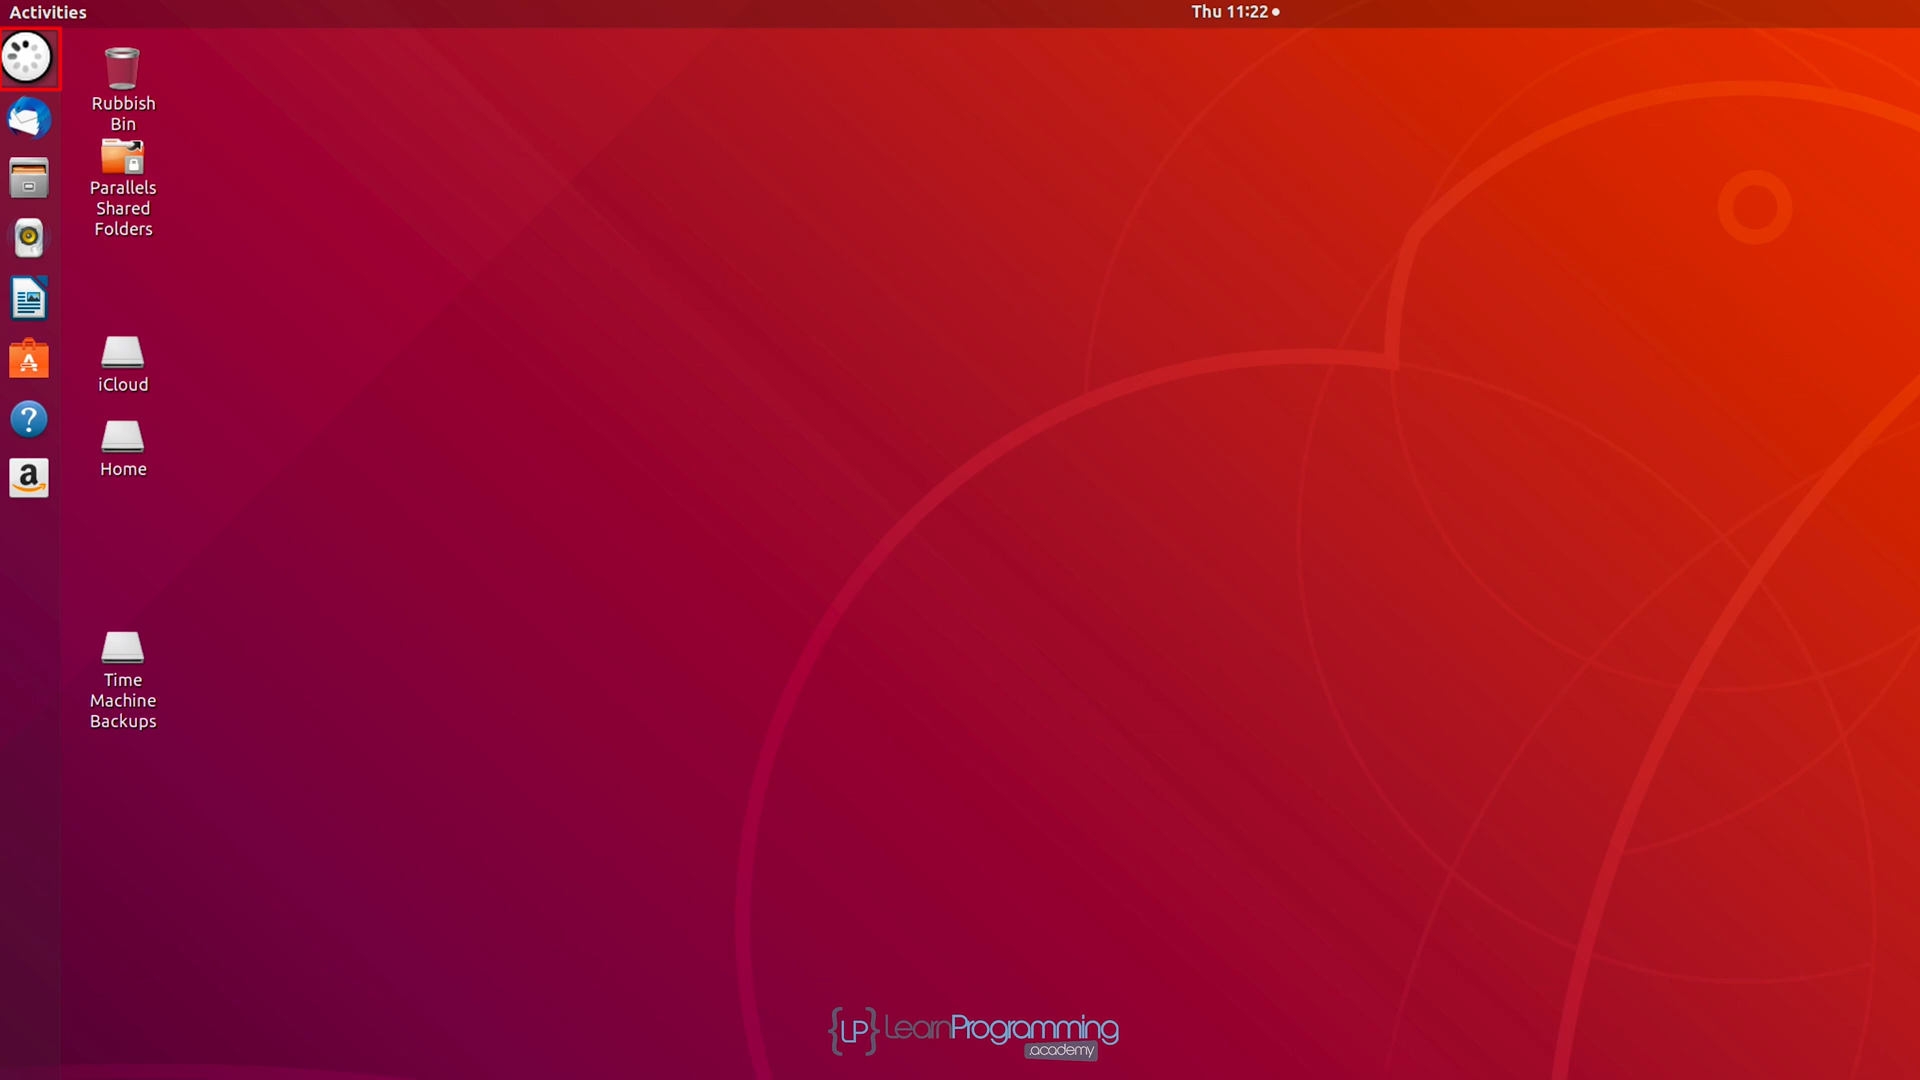 Activities
Thu 11:22
Rubbish
Bin
Parallels
Shared
Folders
iCloud
Home
a
Time
Machine
Backups
{LP} LearnProgramming
.academy